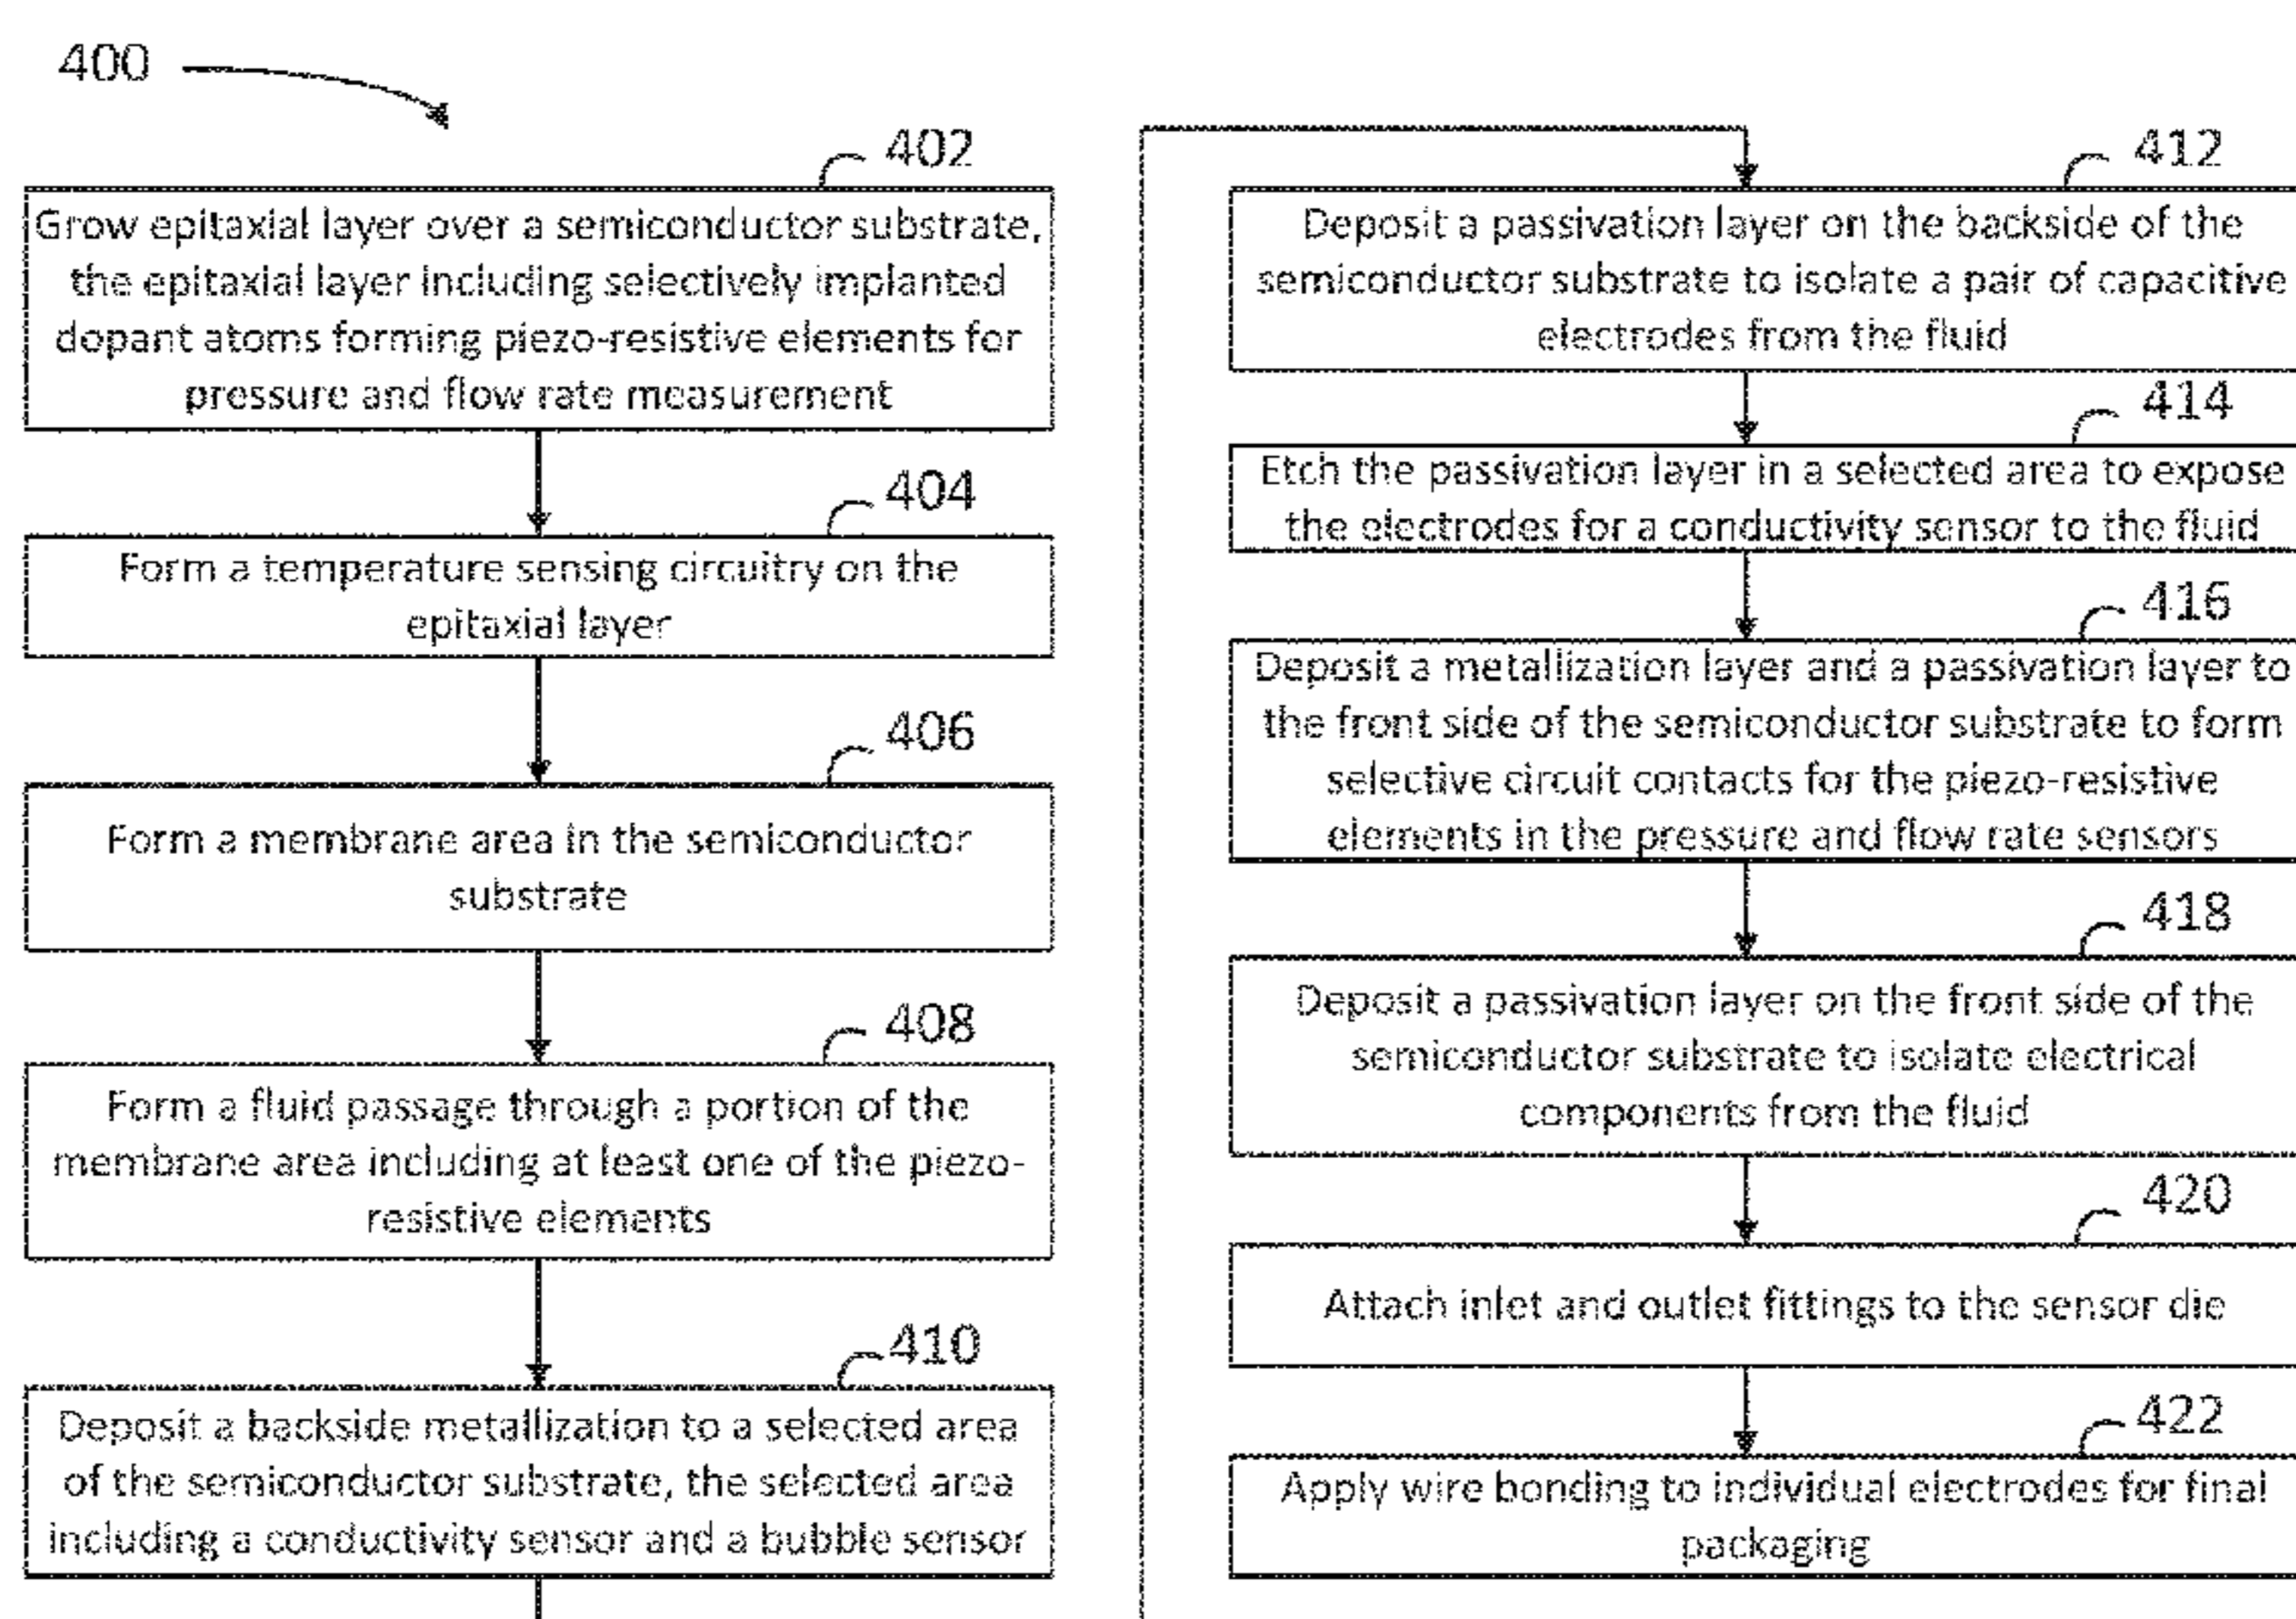 400
402
Grow epitaxial layer over a semiconductor substrate,
the epitaxial layer including selectively implanted
dopant atoms forming piezo-resistive elements for
pressure and flow rate measurement
404
Form a temperature sensing circuitry on the
epitaxial layer
406
Form a membrane area in the semiconductor
substrate
408
Form a fluid passage through a portion of the
membrane area including at least one of the piezo-
resistive elements
410
Deposit a backside metallization to a selected area
of the semiconductor substrate, the selected area
including a conductivity sensor and a bubble sensor
412
Deposit a passivation layer on the backside of the
semiconductor substrate to isolate a pair of capacitive
electrodes from the fluid
414
Etch the passivation layer in a selected area to expose
the electrodes for a conductivity sensor to the fluid
416
Deposit a metallization layer and a passivation layer to
the front side of the semiconductor substrate to form
selective circuit contacts for the piezo-resistive
elements in the pressure and flow rate sensors
418
Deposit a passivation layer on the front side of the
semiconductor substrate to isolate electrical
components from the fluid
420
Attach inlet and outlet fittings to the sensor die
422
Apply wire bonding to individual electrodes for final
packaging